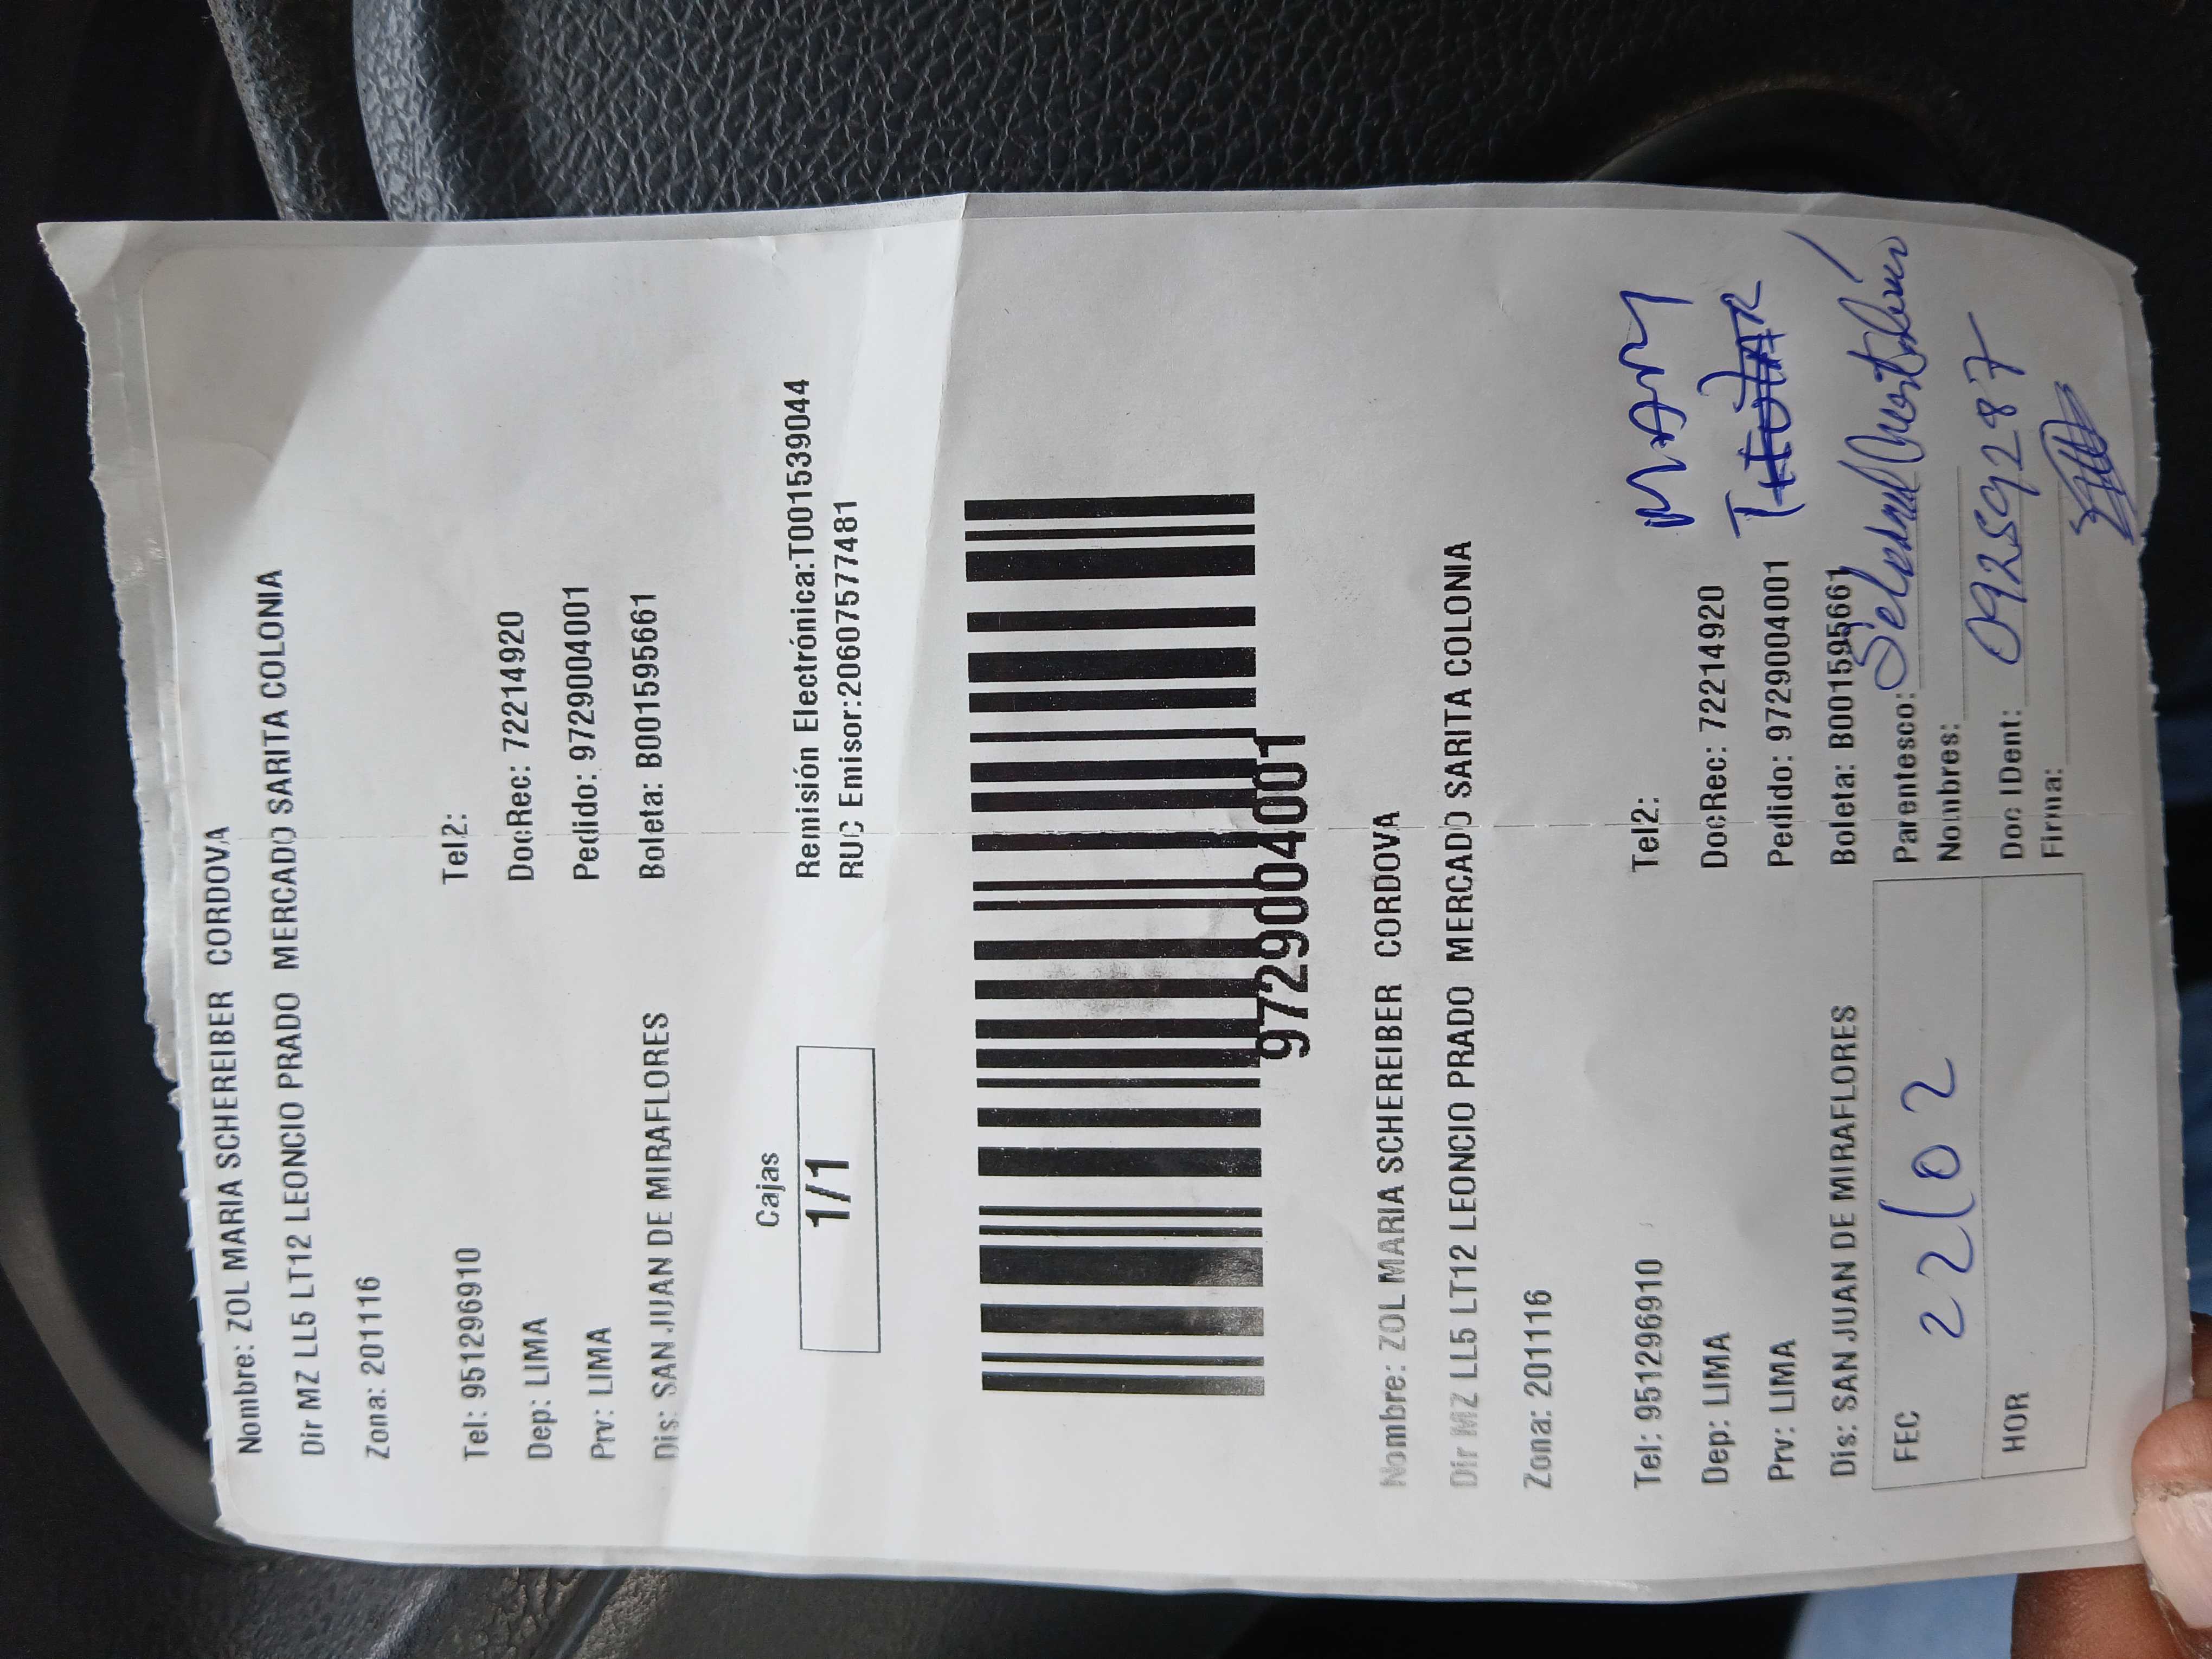 Nombre: ZOL MARIA SCHEREIBER CORDOVA
Dir MZ LL5 LT12 LEONCIO PRADO MERCADO SARITA COLONIA
Zona: 201116
Tel: 951296910 Tel2:
Dep: LIMA DocRec: 72214920
Prv: LIMA Pedido: 9729004001
Dis: SAN JUAN DE MIRAFLORES Boleta: B001595661
Cajas
1/1
Remisión Electrónica:T001539044
RUC Emisor:20607577481
9729004001
Nombre: ZOL MARIA SCHEREIBER CORDOVA
Dir MZ LL5 LT12 LEONCIO PRADO MERCADO SARITA COLONIA
Zona: 201116
Tel: 951296910 Tel2:
Dep: LIMA DocRec: 72214920
Prv: LIMA Pedido: 9729004001
Dis: SAN JUAN DE MIRAFLORES Boleta: B001595661
FEC 22/02
HOR
Parentesco:
Nombres:
Doc IDent: 09259287
Firma: